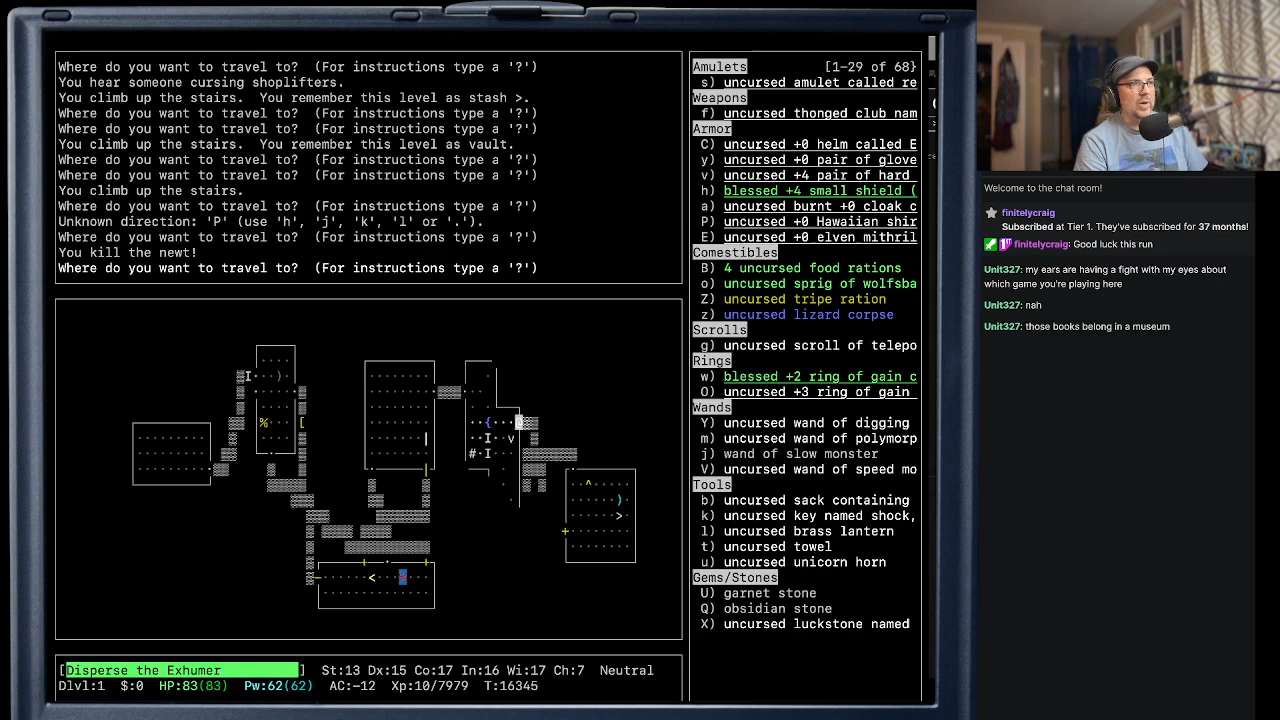 Where do you want to travel to?  (For instructions type a '?')
You hear someone cursing shoplifters.
You climb up the stairs.  You remember this level as stash >.
Where do you want to travel to?  (For instructions type a '?')
Where do you want to travel to?  (For instructions type a '?')
You climb up the stairs.  You remember this level as vault.
Where do you want to travel to?  (For instructions type a '?')
Where do you want to travel to?  (For instructions type a '?')
You climb up the stairs.
Where do you want to travel to?  (For instructions type a '?')
Unknown direction: 'P' (use 'h', 'j', 'k', 'l' or '.').
Where do you want to travel to?  (For instructions type a '?')
You kill the newt!
Where do you want to travel to?  (For instructions type a '?')
[Disperse the Exhumer] St:13 Dx:15 Co:17 In:16 Wi:17 Ch:7 Neutral
Dlvl:1 $:0 HP:83(83) Pw:62(62) AC:-12 Xp:10/7979 T:16345
Amulets [1-29 of 68}
s) uncursed amulet called re
Weapons
f) uncursed thonged club nam
Armor
C) uncursed +0 helm called E
y) uncursed +0 pair of glove
v) uncursed +4 pair of hard
h) blessed +4 small shield (
a) uncursed burnt +0 cloak c
P) uncursed +0 Hawaiian shir
E) uncursed +0 elven mithril
Comestibles
B) 4 uncursed food rations
o) uncursed sprig of wolfsba
Z) uncursed tripe ration
z) uncursed lizard corpse
Scrolls
g) uncursed scroll of telepo
Rings
w) blessed +2 ring of gain c
O) uncursed +3 ring of gain
Wands
Y) uncursed wand of digging
m) uncursed wand of polymorp
j) wand of slow monster
V) uncursed wand of speed mo
Tools
b) uncursed sack containing
k) uncursed key named shock,
l) uncursed brass lantern
t) uncursed towel
u) uncursed unicorn horn
Gems/Stones
U) garnet stone
Q) obsidian stone
X) uncursed luckstone named
Welcome to the chat room!
finitelycraig
Subscribed at Tier 1. They've subscribed for 37 months!
finitelycraig: Good luck this run
Unit327: my ears are having a fight with my eyes about
which game you're playing here
Unit327: nah
Unit327: those books belong in a museum